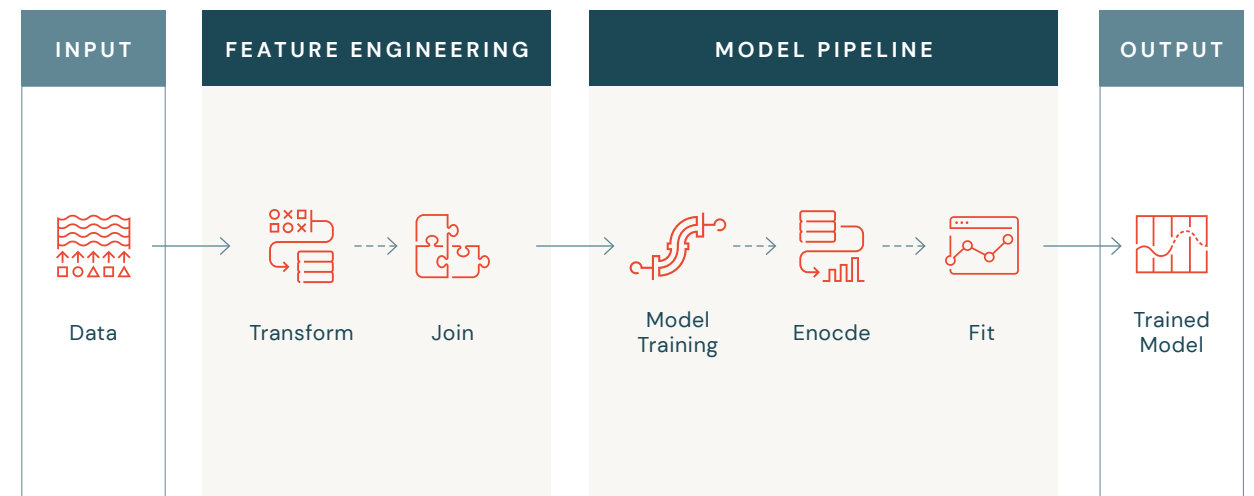 INPUT
FEATURE ENGINEERING
MODEL PIPELINE
OUTPUT
Data
Transform
Join
Model
Training
Enocde
Fit
Trained
Model